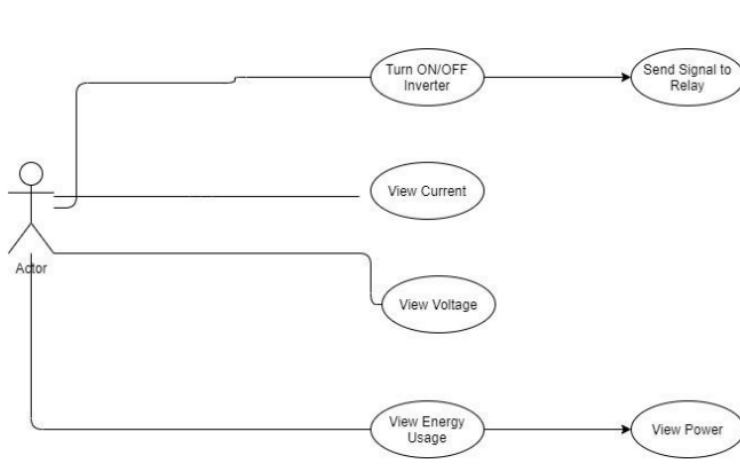 Turn ON/OFF
Inverter
Send Signal to
Relay
View Current
Actor
View Voltage
View Energy
Usage
View Power